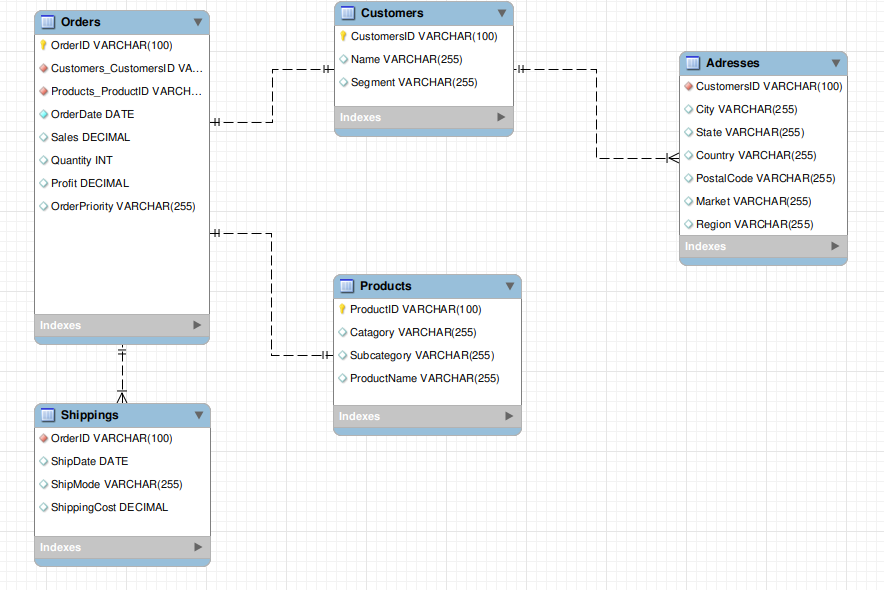 Orders
OrderID VARCHAR(100)
Customers_CustomersID VA...
Products_ProductID VARCH...
OrderDate DATE
Sales DECIMAL
Quantity INT
Profit DECIMAL
OrderPriority VARCHAR(255)
Indexes
Customers
CustomersID VARCHAR(100)
Name VARCHAR(255)
Segment VARCHAR(255)
Indexes
Adresses
CustomersID VARCHAR(100)
City VARCHAR(255)
State VARCHAR(255)
Country VARCHAR(255)
PostalCode VARCHAR(255)
Market VARCHAR(255)
Region VARCHAR(255)
Indexes
Products
ProductID VARCHAR(100)
Catagory VARCHAR(255)
Subcategory VARCHAR(255)
ProductName VARCHAR(255)
Indexes
Shippings
OrderID VARCHAR(100)
ShipDate DATE
ShipMode VARCHAR(255)
ShippingCost DECIMAL
Indexes